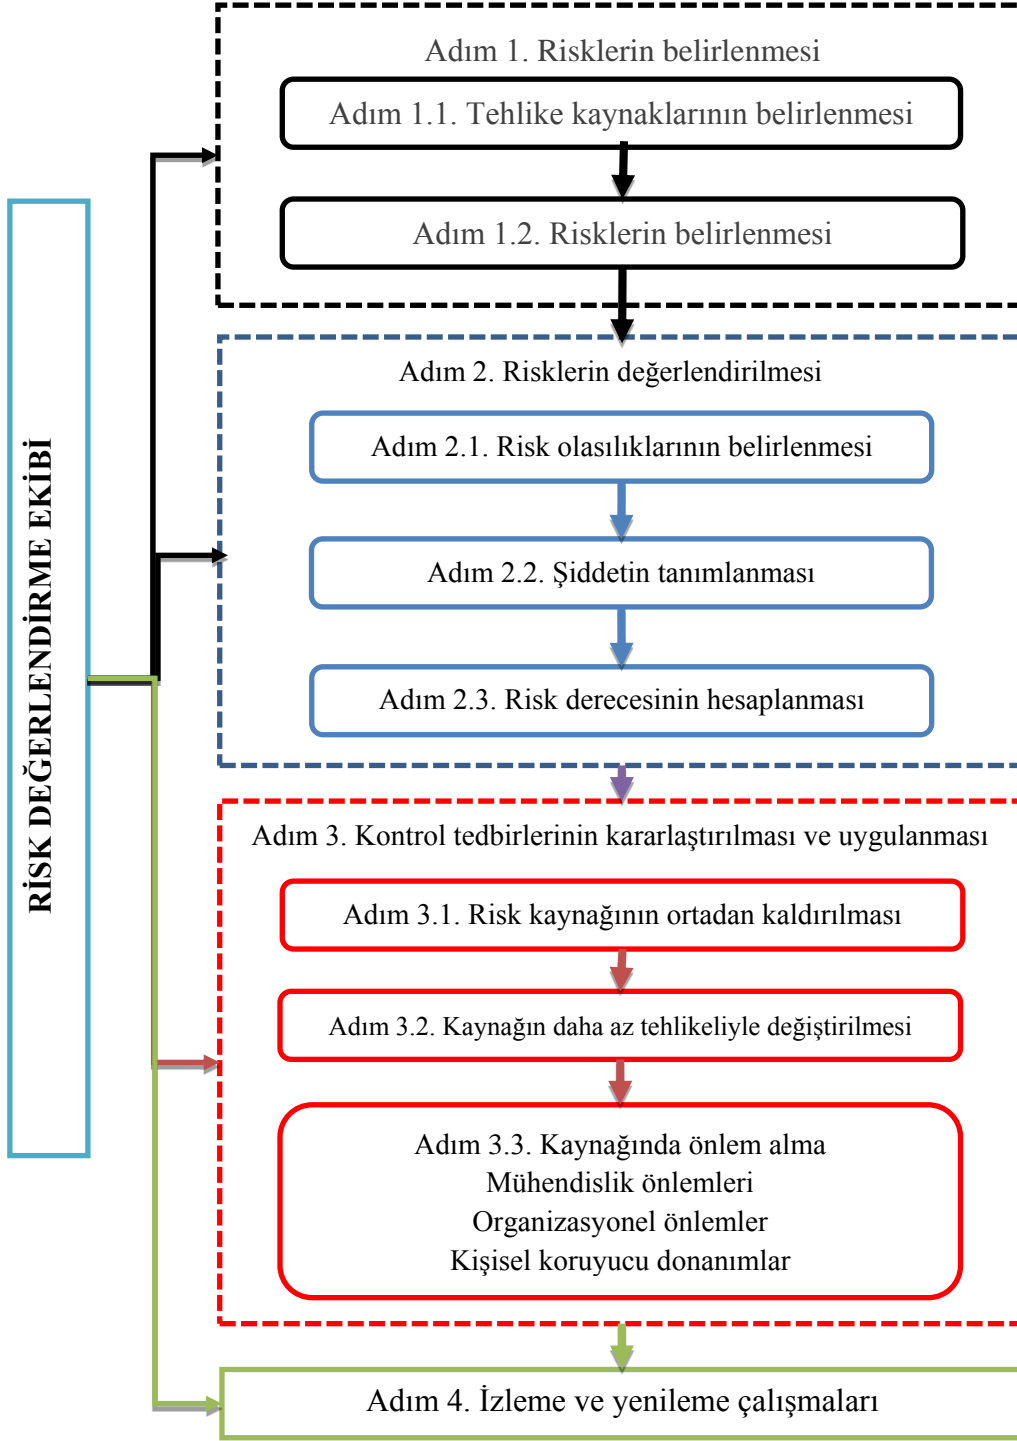 RİSK DEĞERLENDİRME EKİBİ
Adım 1. Risklerin belirlenmesi
Adım 1.1. Tehlike kaynaklarının belirlenmesi
Adım 1.2. Risklerin belirlenmesi
Adım 2. Risklerin değerlendirilmesi
Adım 2.1. Risk olasılıklarının belirlenmesi
Adım 2.2. Şiddetin tanımlanması
Adım 2.3. Risk derecesinin hesaplanması
Adım 3. Kontrol tedbirlerinin kararlaştırılması ve uygulanması
Adım 3.1. Risk kaynağının ortadan kaldırılması
Adım 3.2. Kaynağın daha az tehlikeliyle değiştirilmesi
Adım 3.3. Kaynağında önlem alma
Mühendislik önlemleri
Organizasyonel önlemler
Kişisel koruyucu donanımlar
Adım 4. İzleme ve yenileme çalışmaları